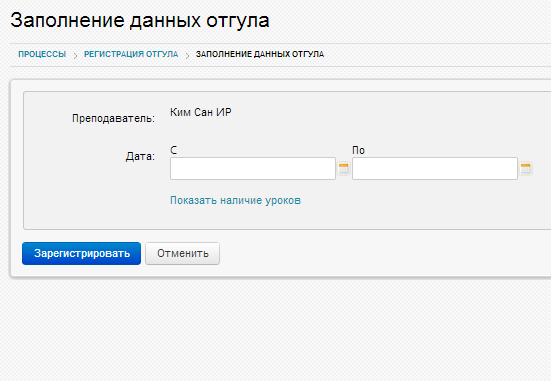 Заполнение данных отгула
ПРОЦЕССЫ РЕГИСТРАЦИЯ ОТГУЛА ЗАПОЛНЕНИЕ ДАННЫХ ОТГУЛА
Преподаватель: Ким Сан ИР
Дата: С По
Показать наличие уроков
Зарегистрировать Отменить